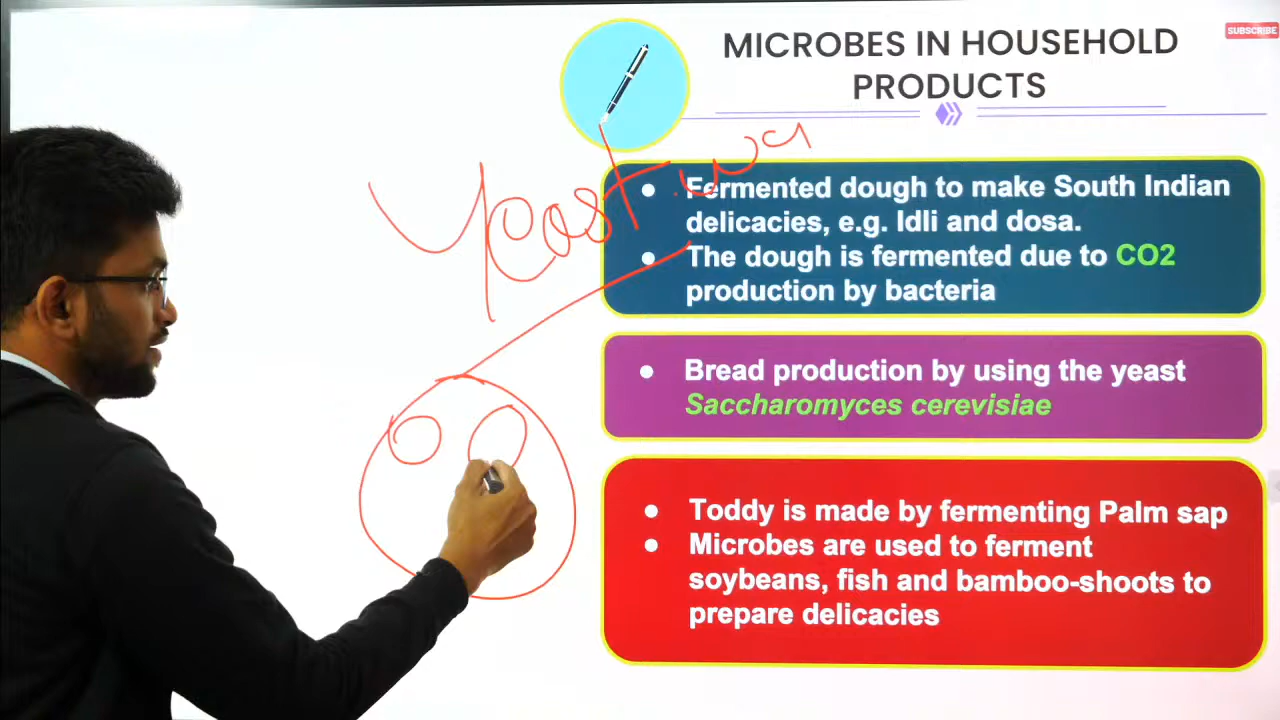 SUBSCRIBE
MICROBES IN HOUSEHOLD
PRODUCTS
Yeast
Fermented dough to make South Indian
delicacies, e.g. Idli and dosa.
The dough is fermented due to CO2
production by bacteria
Bread production by using the yeast
Saccharomyces cerevisiae
Toddy is made by fermenting Palm sap
Microbes are used to ferment
soybeans, fish and bamboo-shoots to
prepare delicacies